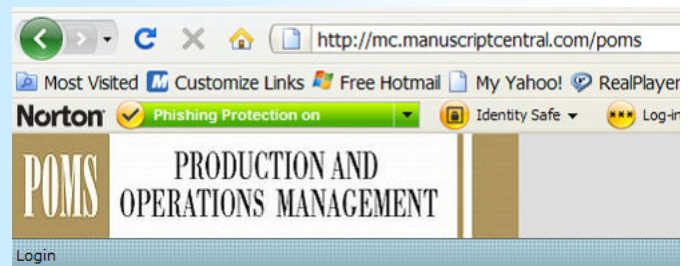 http://mc.manuscriptcentral.com/poms
Most Visited Customize Links Free Hotmail My Yahoo! RealPlayer
Norton Phishing Protection on Identity Safe Log-in
POMS PRODUCTION AND
OPERATIONS MANAGEMENT
Login